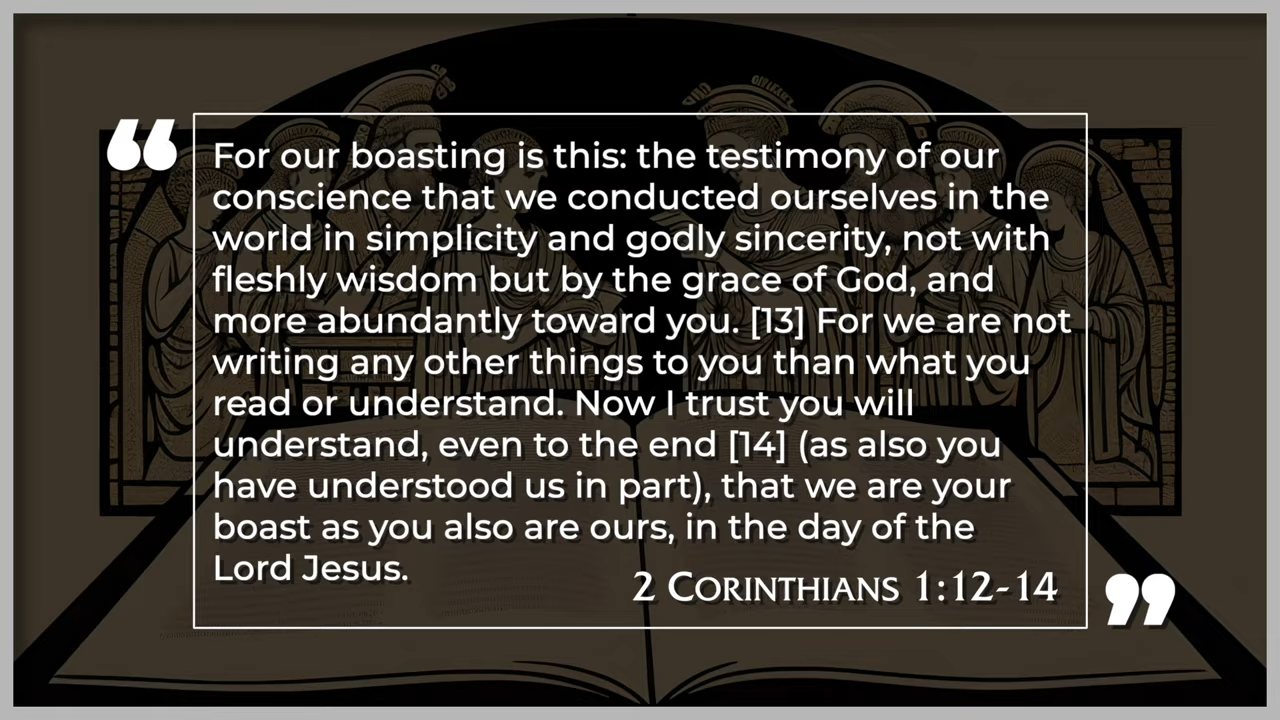 “
For our boasting is this: the testimony of our
conscience that we conducted ourselves in the
world in simplicity and godly sincerity, not with
fleshly wisdom but by the grace of God, and
more abundantly toward you. [13] For we are not
writing any other things to you than what you
read or understand. Now I trust you will
understand, even to the end [14] (as also you
have understood us in part), that we are your
boast as you also are ours, in the day of the
Lord Jesus.
2 Corinthians 1:12-14
”